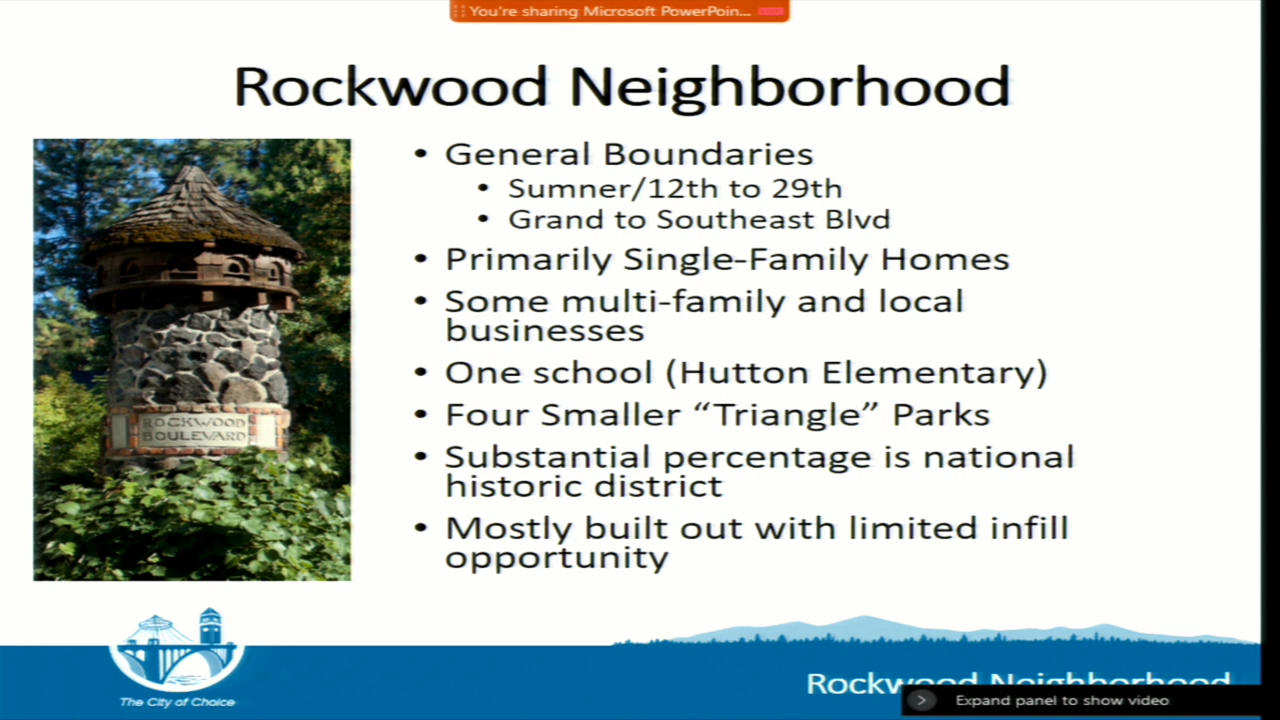 You're sharing Microsoft PowerPoin...
Rockwood Neighborhood
• General Boundaries
• Sumner/12th to 29th
• Grand to Southeast Blvd
• Primarily Single-Family Homes
• Some multi-family and local
businesses
• One school (Hutton Elementary)
• Four Smaller “Triangle” Parks
• Substantial percentage is national
historic district
• Mostly built out with limited infill
opportunity
ROCKWOOD
BOULEVARD
The City of Choice
Rockwood Neighborhood
Expand panel to show video